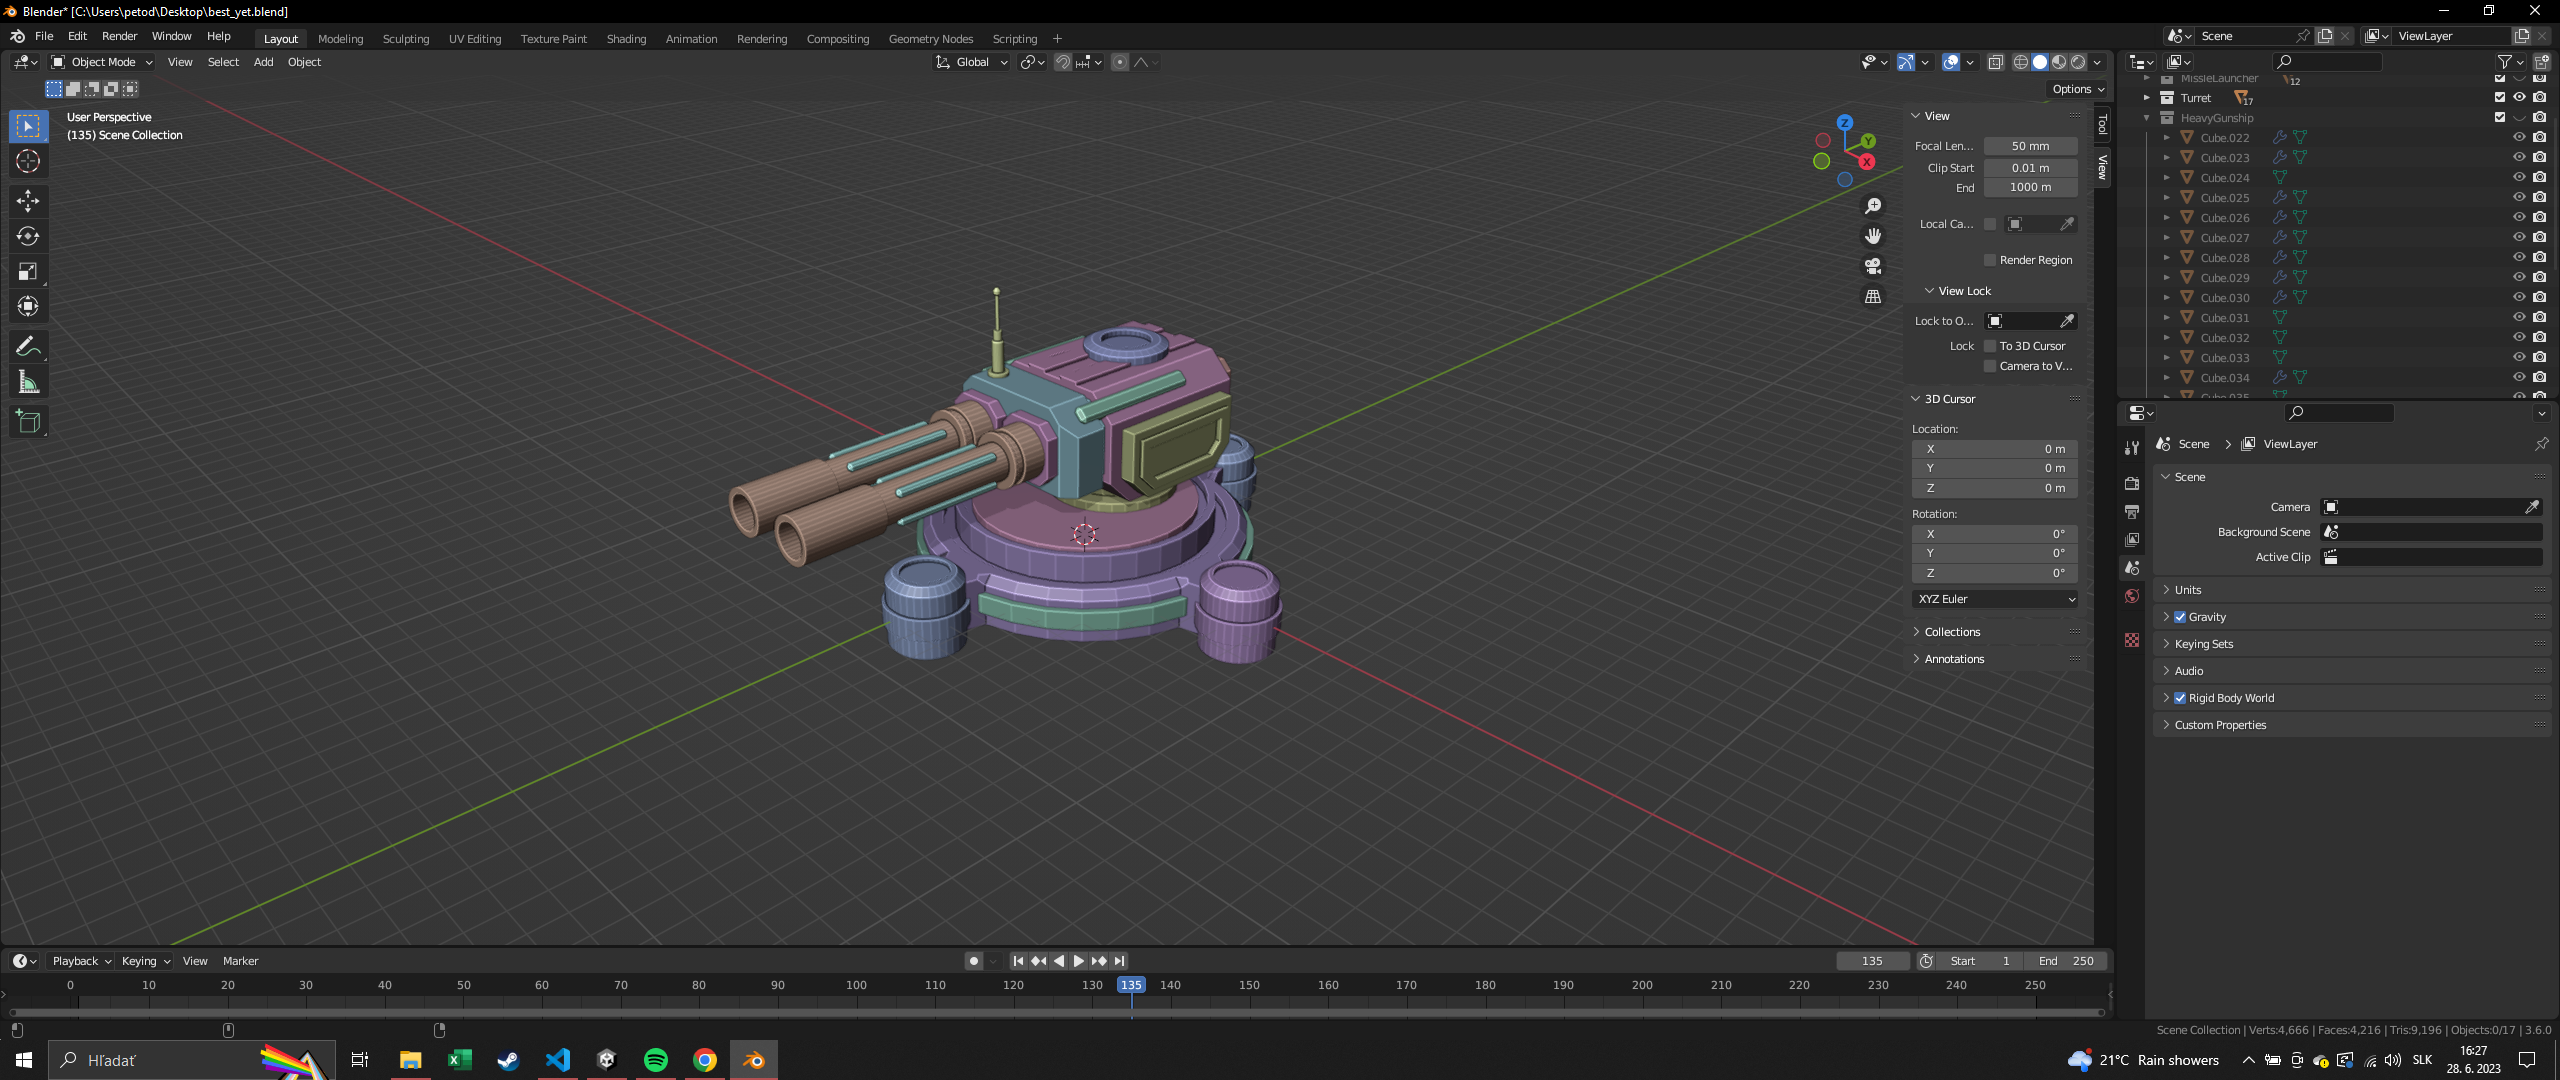 Blender* [C:\Users\petod\Desktop\best_yet.blend]
File Edit Render Window Help Layout Modeling Sculpting UV Editing Texture Paint Shading Animation Rendering Compositing Geometry Nodes Scripting + Scene ViewLayer
Object Mode View Select Add Object Global
Options
User Perspective
(135) Scene Collection
Z
Y
X
View
Focal Len... 50 mm
Clip Start 0.01 m
End 1000 m
Local Ca...
Render Region
View Lock
Lock to O...
Lock To 3D Cursor
Camera to V...
3D Cursor
Location:
X 0 m
Y 0 m
Z 0 m
Rotation:
X 0°
Y 0°
Z 0°
XYZ Euler
Collections
Annotations
Tool
View
MissleLauncher 12
Turret 17
HeavyGunship
Cube.022
Cube.023
Cube.024
Cube.025
Cube.026
Cube.027
Cube.028
Cube.029
Cube.030
Cube.031
Cube.032
Cube.033
Cube.034
Cube.035
Scene > ViewLayer
Scene
Camera
Background Scene
Active Clip
Units
Gravity
Keying Sets
Audio
Rigid Body World
Custom Properties
Playback Keying View Marker 135 Start 1 End 250
0 10 20 30 40 50 60 70 80 90 100 110 120 130 135 140 150 160 170 180 190 200 210 220 230 240 250
Scene Collection | Verts:4,666 | Faces:4,216 | Tris:9,196 | Objects:0/17 | 3.6.0
Hľadať
21°C Rain showers SLK 16:27
28. 6. 2023